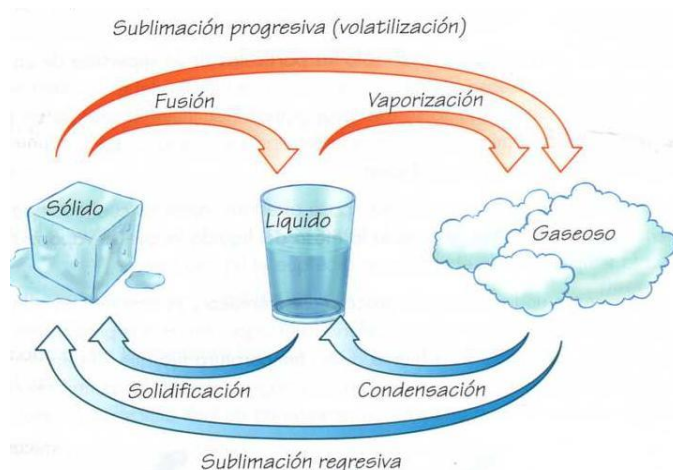 Sublimación progresiva (volatilización)
Fusión
Vaporización
Sólido
Líquido
Gaseoso
Solidificación
Condensación
Sublimación regresiva